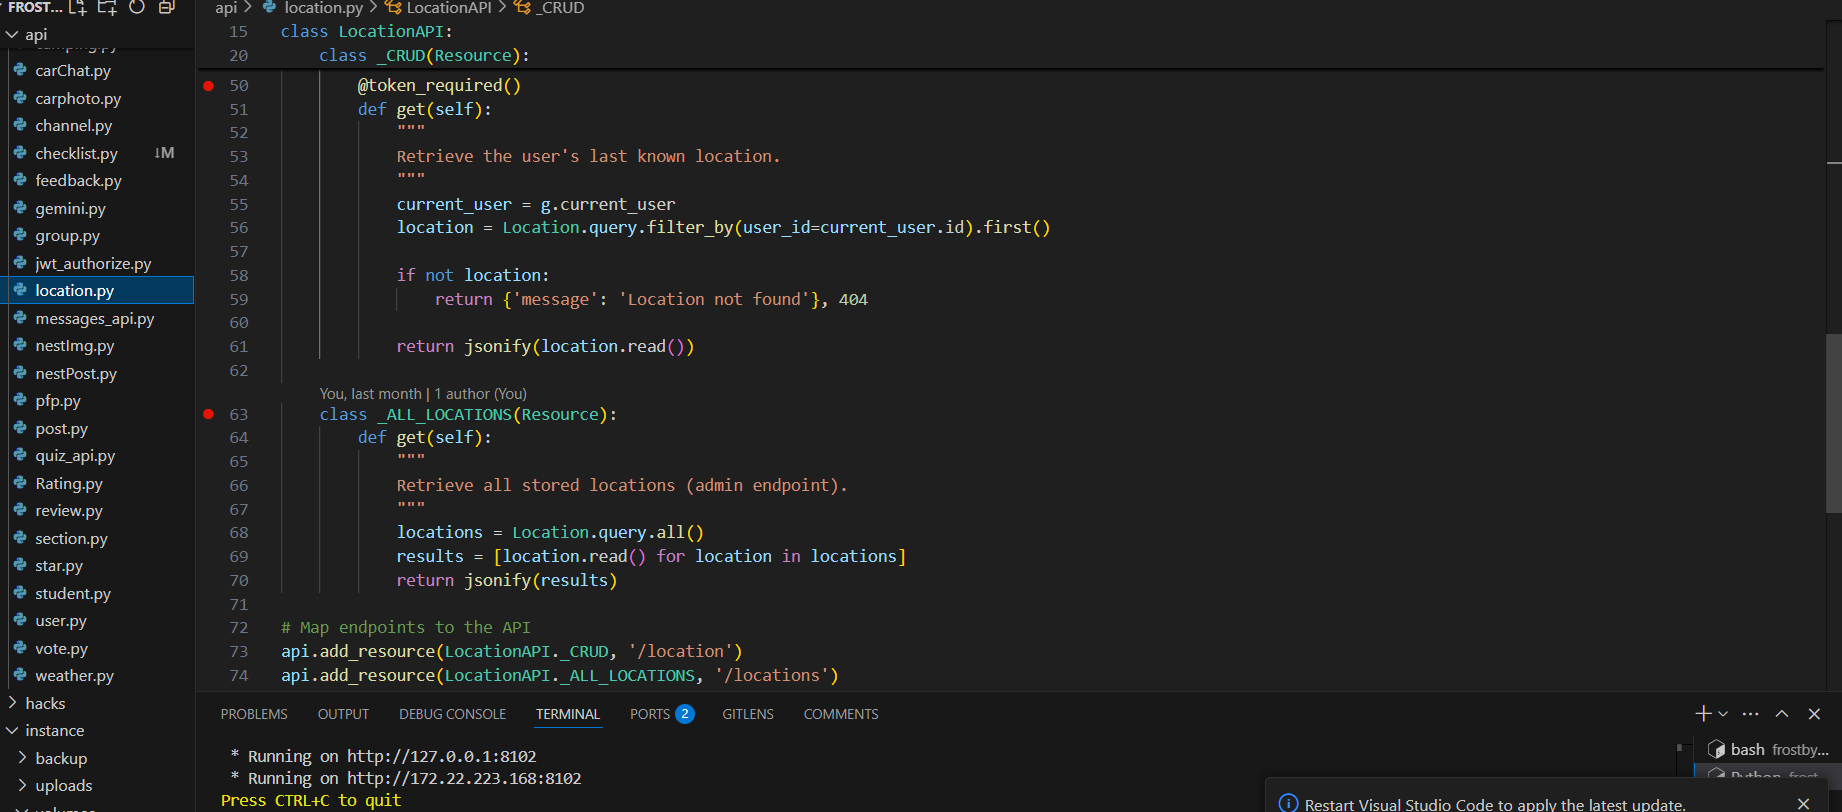 FROST...
api
carChat.py
carphoto.py
channel.py
checklist.py ↓M
feedback.py
gemini.py
group.py
jwt_authorize.py
location.py
messages_api.py
nestImg.py
nestPost.py
pfp.py
post.py
quiz_api.py
Rating.py
review.py
section.py
star.py
student.py
user.py
vote.py
weather.py
hacks
instance
backup
uploads
api > location.py > LocationAPI > _CRUD
15 class LocationAPI:
20 class _CRUD(Resource):
50 @token_required()
51 def get(self):
52 """
53 Retrieve the user's last known location.
54 """
55 current_user = g.current_user
56 location = Location.query.filter_by(user_id=current_user.id).first()
57
58 if not location:
59 return {'message': 'Location not found'}, 404
60
61 return jsonify(location.read())
62
You, last month | 1 author (You)
63 class _ALL_LOCATIONS(Resource):
64 def get(self):
65 """
66 Retrieve all stored locations (admin endpoint).
67 """
68 locations = Location.query.all()
69 results = [location.read() for location in locations]
70 return jsonify(results)
71
72 # Map endpoints to the API
73 api.add_resource(LocationAPI._CRUD, '/location')
74 api.add_resource(LocationAPI._ALL_LOCATIONS, '/locations')
PROBLEMS OUTPUT DEBUG CONSOLE TERMINAL PORTS 2 GITLENS COMMENTS
* Running on http://127.0.0.1:8102
* Running on http://172.22.223.168:8102
Press CTRL+C to quit
bash frostby...
Python frost...
Restart Visual Studio Code to apply the latest update.